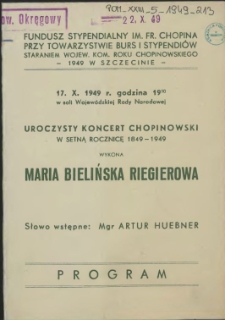 zow. Okręgowy
22.X.49
FUNDUSZ STYPENDIALNY IM. FR. CHOPINA
PRZY TOWARZYSTWIE BURS I STYPENDIÓW
STARANIEM WOJEW. KOM. ROKU CHOPINOWSKIEGO
– 1949 W SZCZECINIE –
17. X. 1949 r. godzina 19
w sali Wojewódzkiej Rady Narodowej
UROCZYSTY KONCERT CHOPINOWSKI
W SETNĄ ROCZNICĘ 1849–1949
WYKONA
MARIA BIELIŃSKA RIEGIEROWA
Słowo wstępne: Mgr ARTUR HUEBNER
PROGRAM